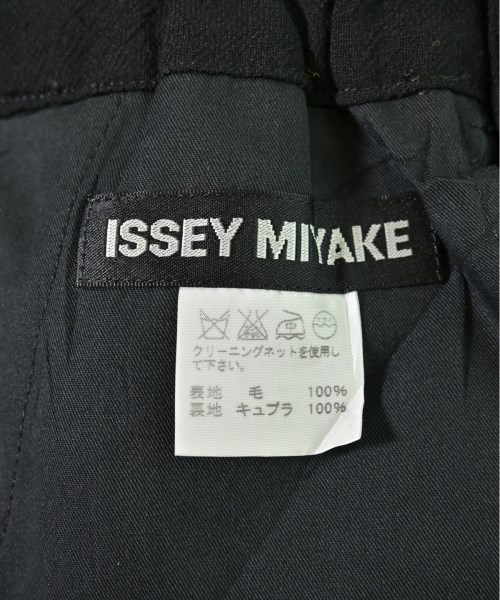 ISSEY MIYAKE
クリーニングネットを使用し
て下さい。
表地 毛 100%
裏地 キュプラ 100%